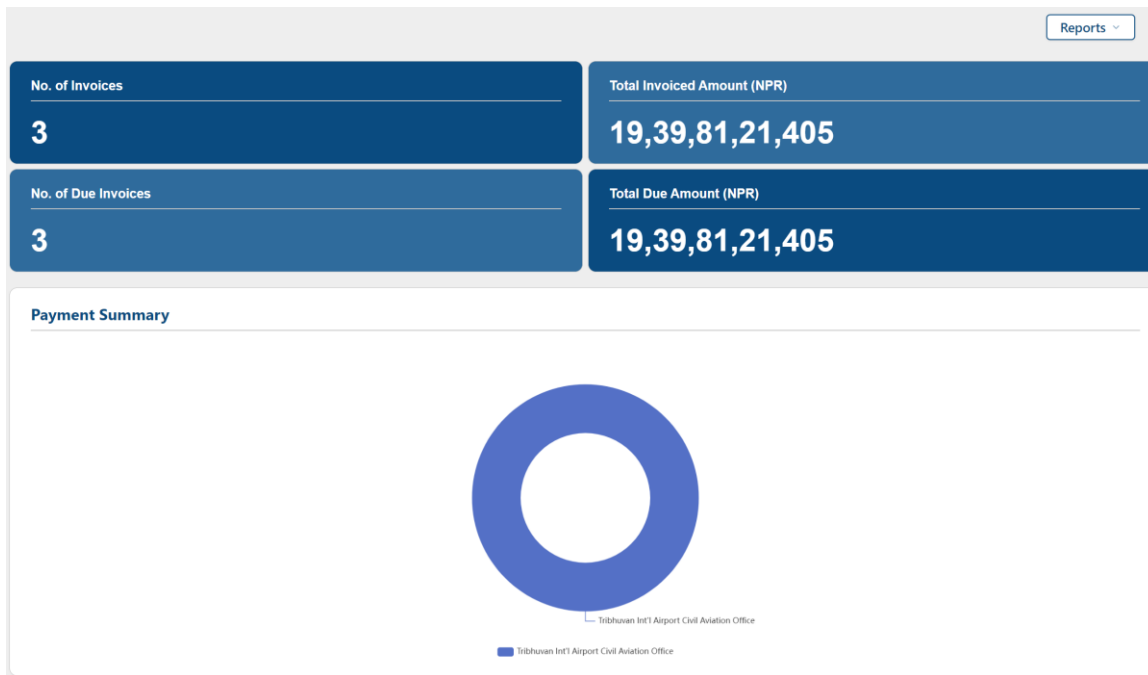 Reports
No. of Invoices
3
Total Invoiced Amount (NPR)
19,39,81,21,405
No. of Due Invoices
3
Total Due Amount (NPR)
19,39,81,21,405
Payment Summary
Tribhuvan Int'l Airport Civil Aviation Office
Tribhuvan Int'l Airport Civil Aviation Office